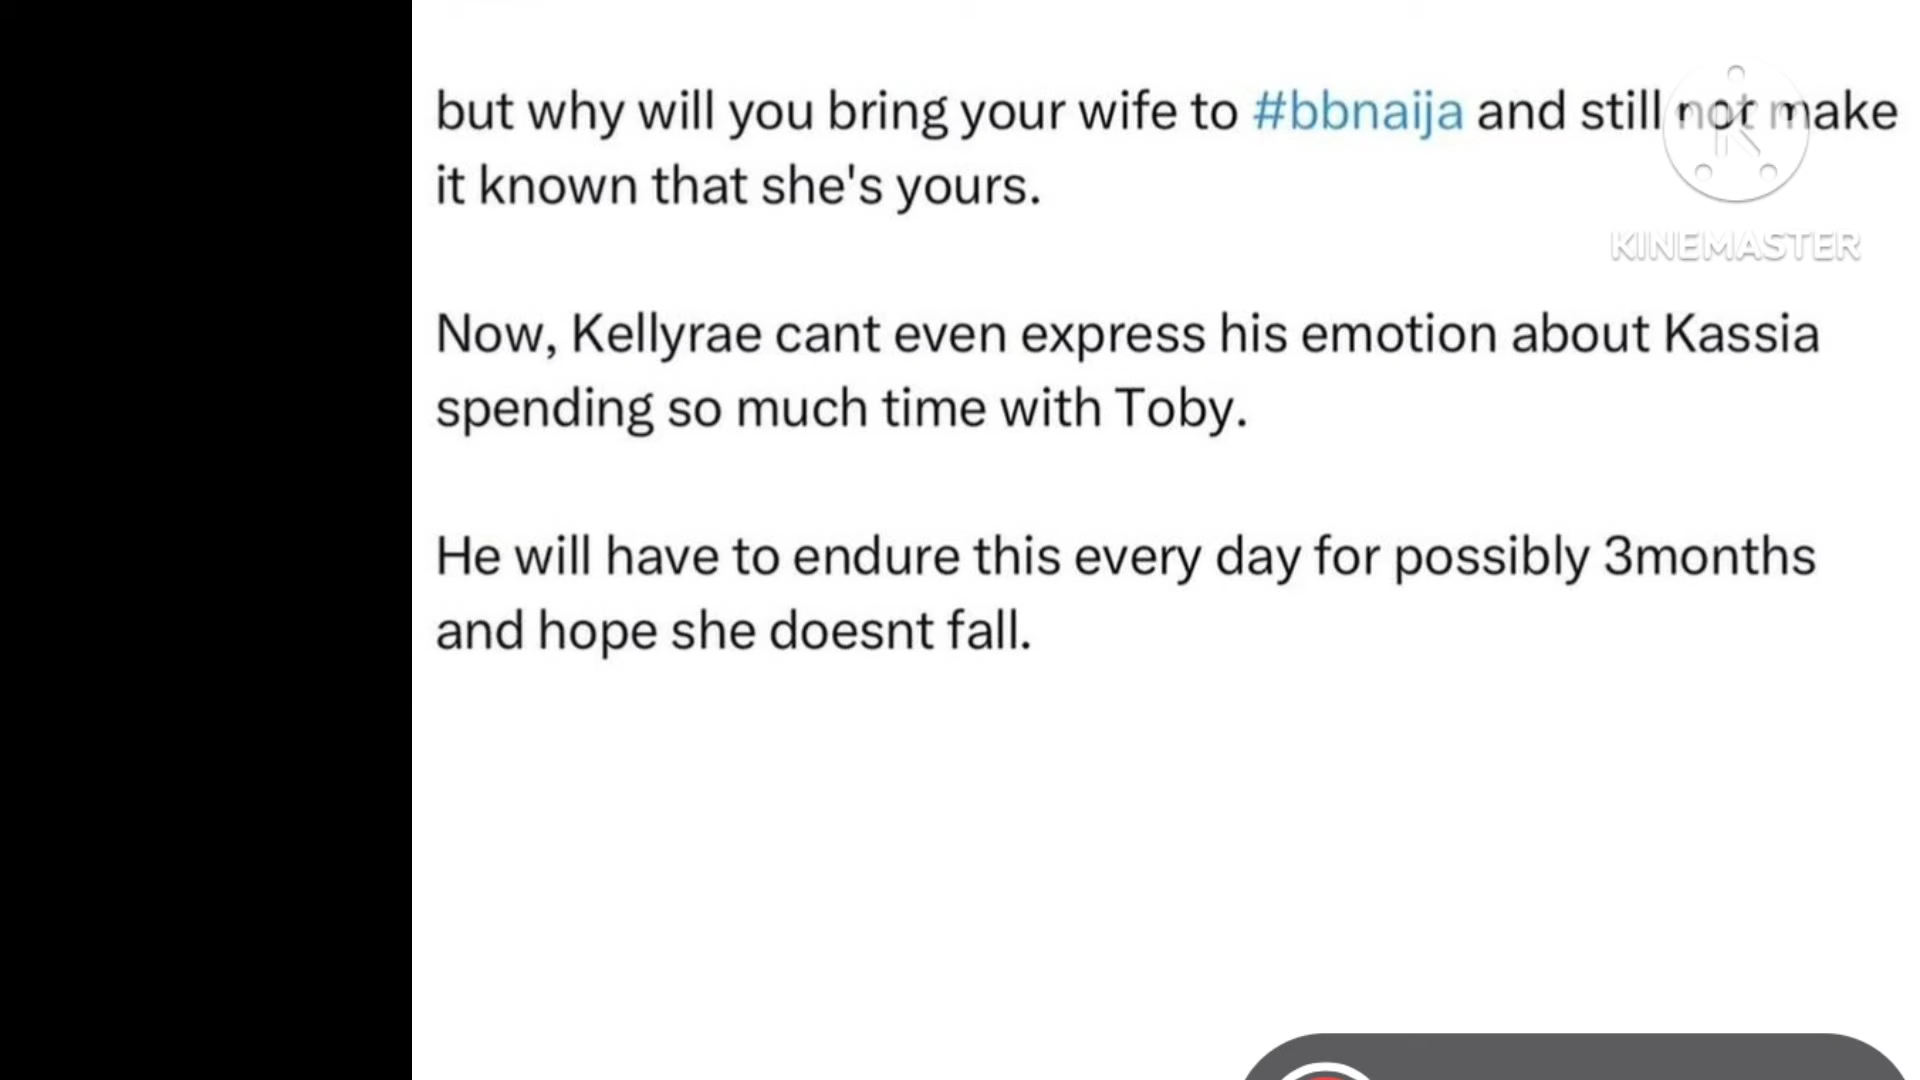 but why will you bring your wife to #bbnaija and still not make
it known that she's yours.
KINEMASTER
Now, Kellyrae cant even express his emotion about Kassia
spending so much time with Toby.
He will have to endure this every day for possibly 3months
and hope she doesnt fall.